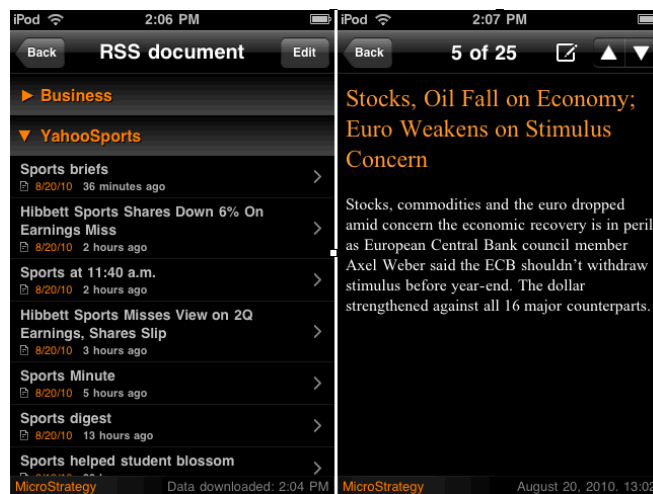 iPod 2:06 PM
Back RSS document Edit
Business
YahooSports
Sports briefs
8/20/10 36 minutes ago
Hibbett Sports Shares Down 6% On
Earnings Miss
8/20/10 2 hours ago
Sports at 11:40 a.m.
8/20/10 2 hours ago
Hibbett Sports Misses View on 2Q
Earnings, Shares Slip
8/20/10 3 hours ago
Sports Minute
8/20/10 5 hours ago
Sports digest
8/20/10 13 hours ago
Sports helped student blossom
MicroStrategy Data downloaded: 2:04 PM
iPod 2:07 PM
Back 5 of 25
Stocks, Oil Fall on Economy;
Euro Weakens on Stimulus
Concern
Stocks, commodities and the euro dropped
amid concern the economic recovery is in peril
as European Central Bank council member
Axel Weber said the ECB shouldn't withdraw
stimulus before year-end. The dollar
strengthened against all 16 major counterparts.
MicroStrategy August 20, 2010. 13:02